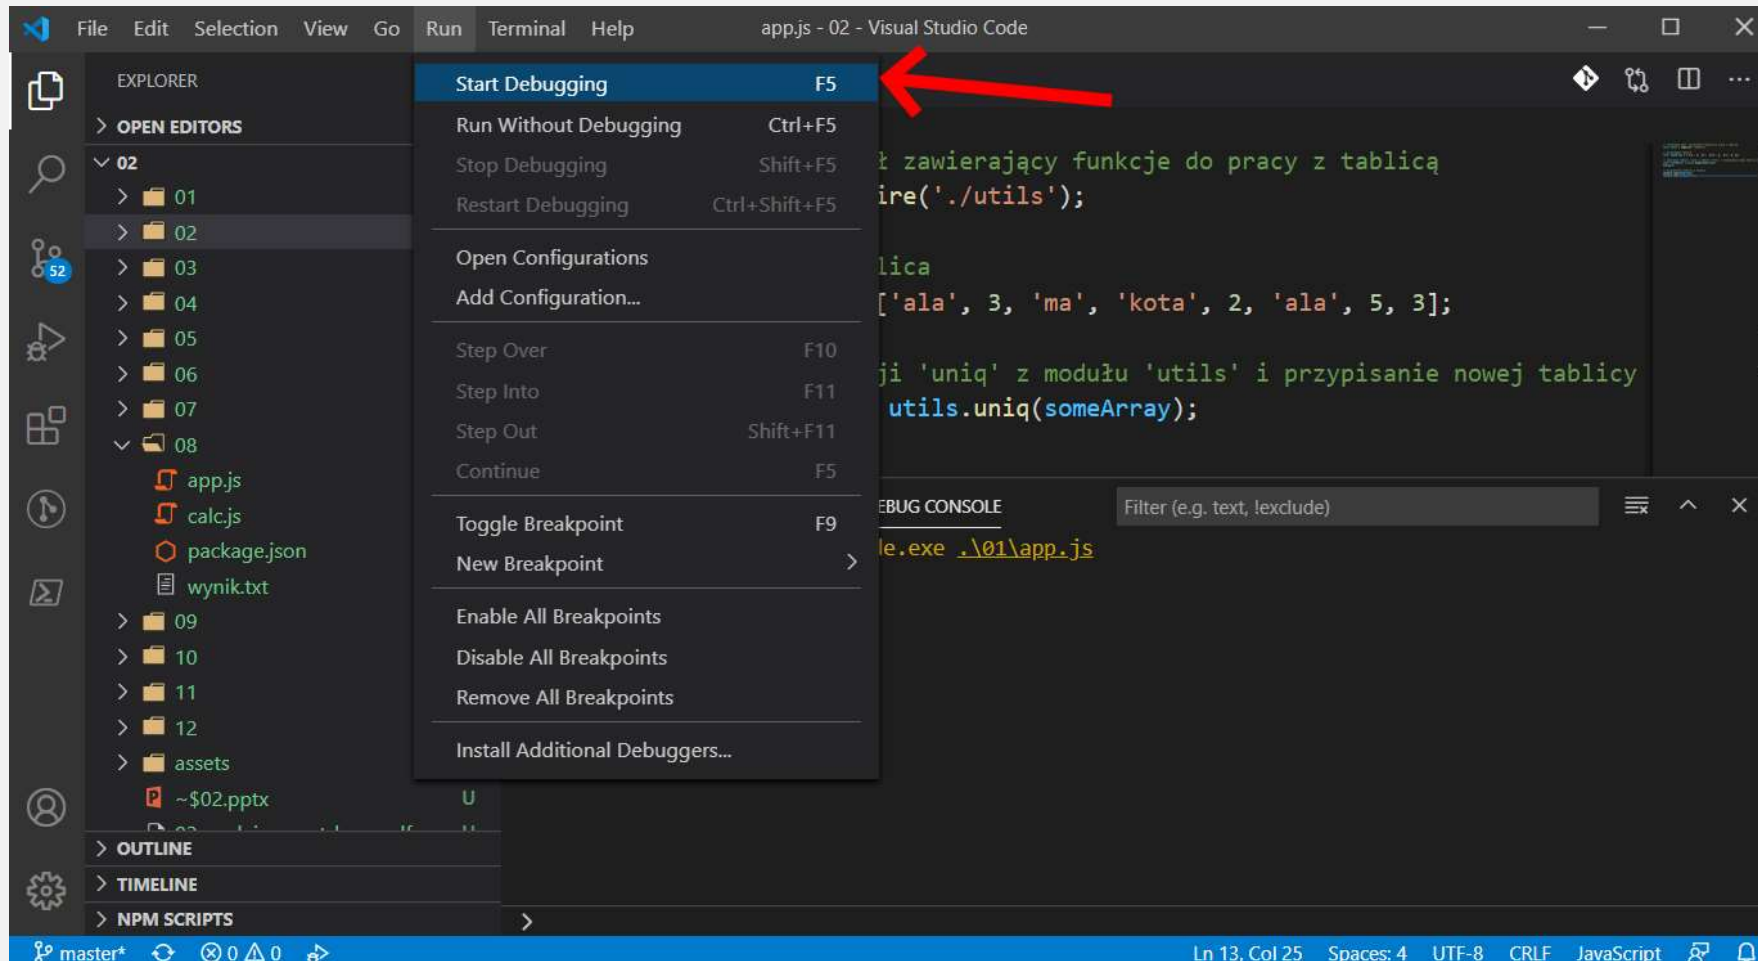 File Edit Selection View Go Run Terminal Help app.js - 02 - Visual Studio Code
EXPLORER
OPEN EDITORS
02
01
02
03
04
05
06
07
08
app.js
calc.js
package.json
wynik.txt
09
10
11
12
assets
~$02.pptx U
OUTLINE
TIMELINE
NPM SCRIPTS
52
Start Debugging F5
Run Without Debugging Ctrl+F5
Stop Debugging Shift+F5
Restart Debugging Ctrl+Shift+F5
Open Configurations
Add Configuration...
Step Over F10
Step Into F11
Step Out Shift+F11
Continue F5
Toggle Breakpoint F9
New Breakpoint
Enable All Breakpoints
Disable All Breakpoints
Remove All Breakpoints
Install Additional Debuggers...
ł zawierający funkcje do pracy z tablicą
ire('./utils');
lica
['ala', 3, 'ma', 'kota', 2, 'ala', 5, 3];
ji 'uniq' z modułu 'utils' i przypisanie nowej tablicy
utils.uniq(someArray);
EBUG CONSOLE Filter (e.g. text, !exclude)
de.exe .\01\app.js
master* 0 0 Ln 13, Col 25 Spaces: 4 UTF-8 CRLF JavaScript